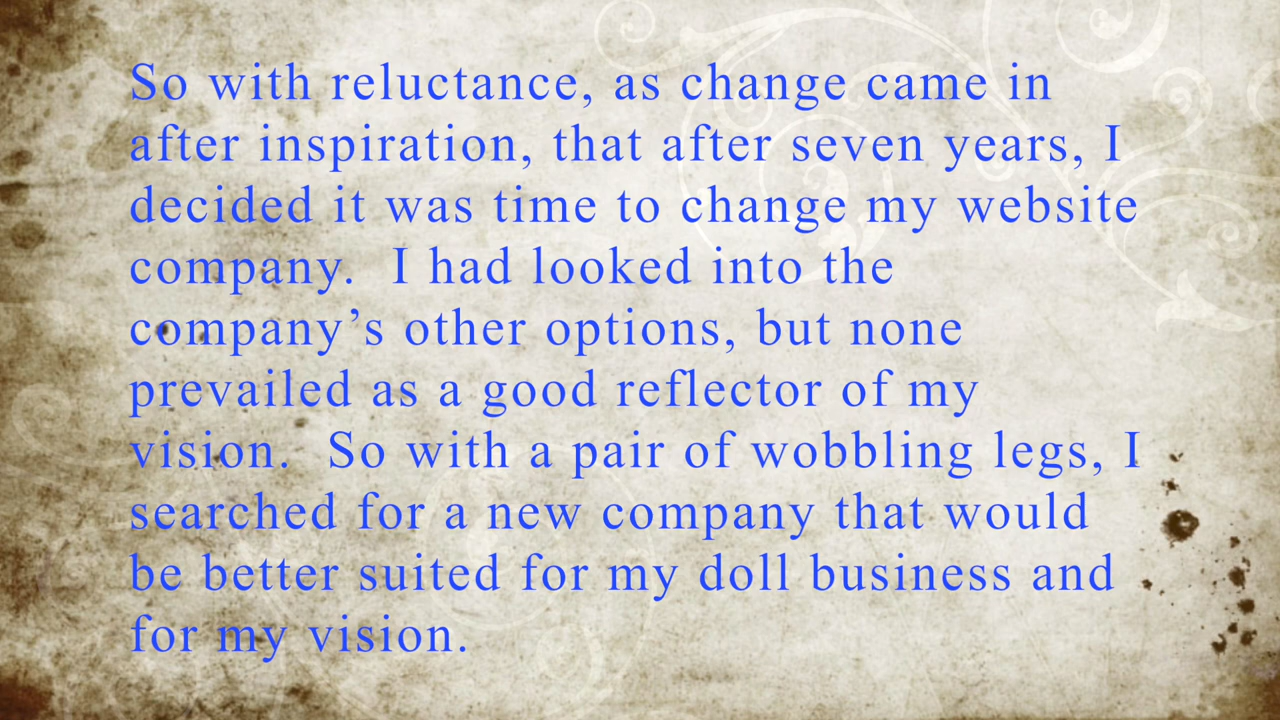 So with reluctance, as change came in
after inspiration, that after seven years, I
decided it was time to change my website
company.  I had looked into the
company’s other options, but none
prevailed as a good reflector of my
vision.  So with a pair of wobbling legs, I
searched for a new company that would
be better suited for my doll business and
for my vision.